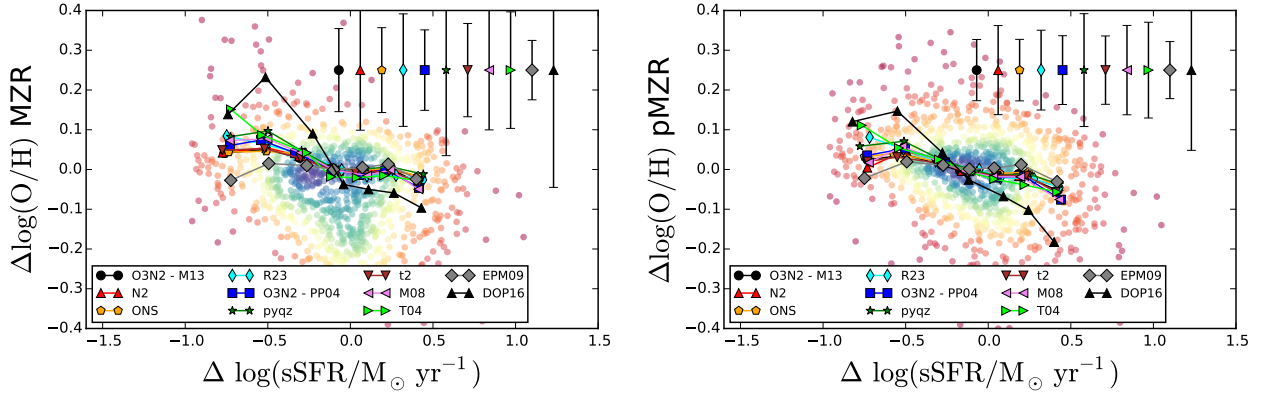 0.4
0.3
0.2
0.1
0.0
−0.1
−0.2
−0.3
−0.4
Δlog(O/H) MZR
O3N2 - M13
N2
ONS
R23
O3N2 - PP04
pyqz
t2
M08
T04
EPM09
DOP16
−1.5 −1.0 −0.5 0.0 0.5 1.0 1.5
Δ log(sSFR/M⊙ yr−1)
0.4
0.3
0.2
0.1
0.0
−0.1
−0.2
−0.3
−0.4
Δlog(O/H) pMZR
O3N2 - M13
N2
ONS
R23
O3N2 - PP04
pyqz
t2
M08
T04
EPM09
DOP16
−1.5 −1.0 −0.5 0.0 0.5 1.0 1.5
Δ log(sSFR/M⊙ yr−1)